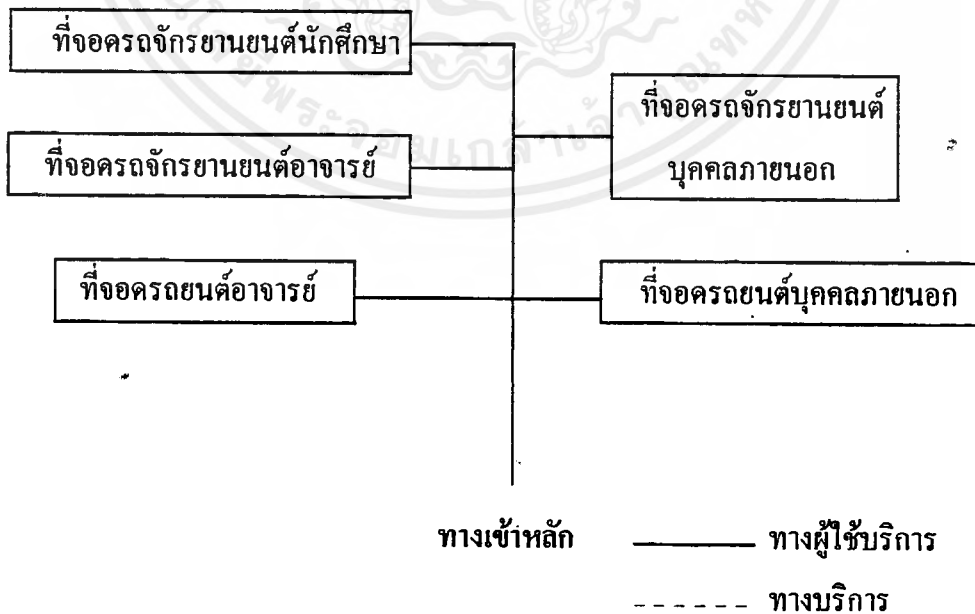 ที่จอดรถจักรยานยนต์นักศึกษา
ที่จอดรถจักรยานยนต์
บุคคลภายนอก
ที่จอดรถจักรยานยนต์อาจารย์
ที่จอดรถยนต์อาจารย์
ที่จอดรถยนต์บุคคลภายนอก
ทางเข้าหลัก
ทางผู้ใช้บริการ
ทางบริการ